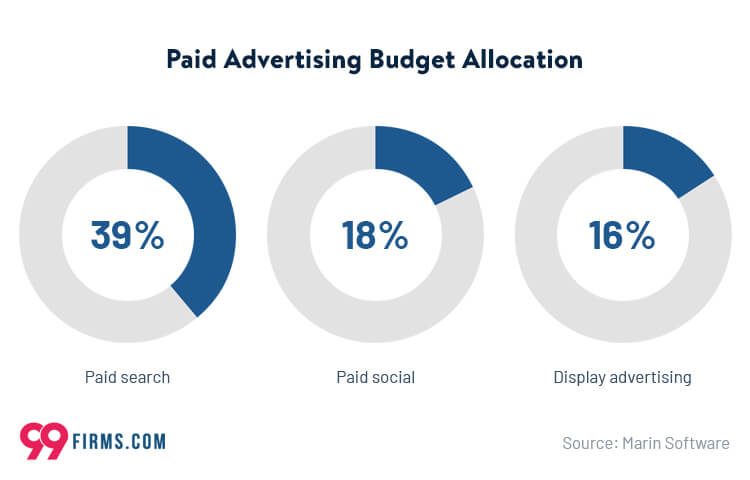 Paid Advertising Budget Allocation
39%
18%
16%
Paid search
Paid social
Display advertising
99FIRMS.COM
Source: Marin Software